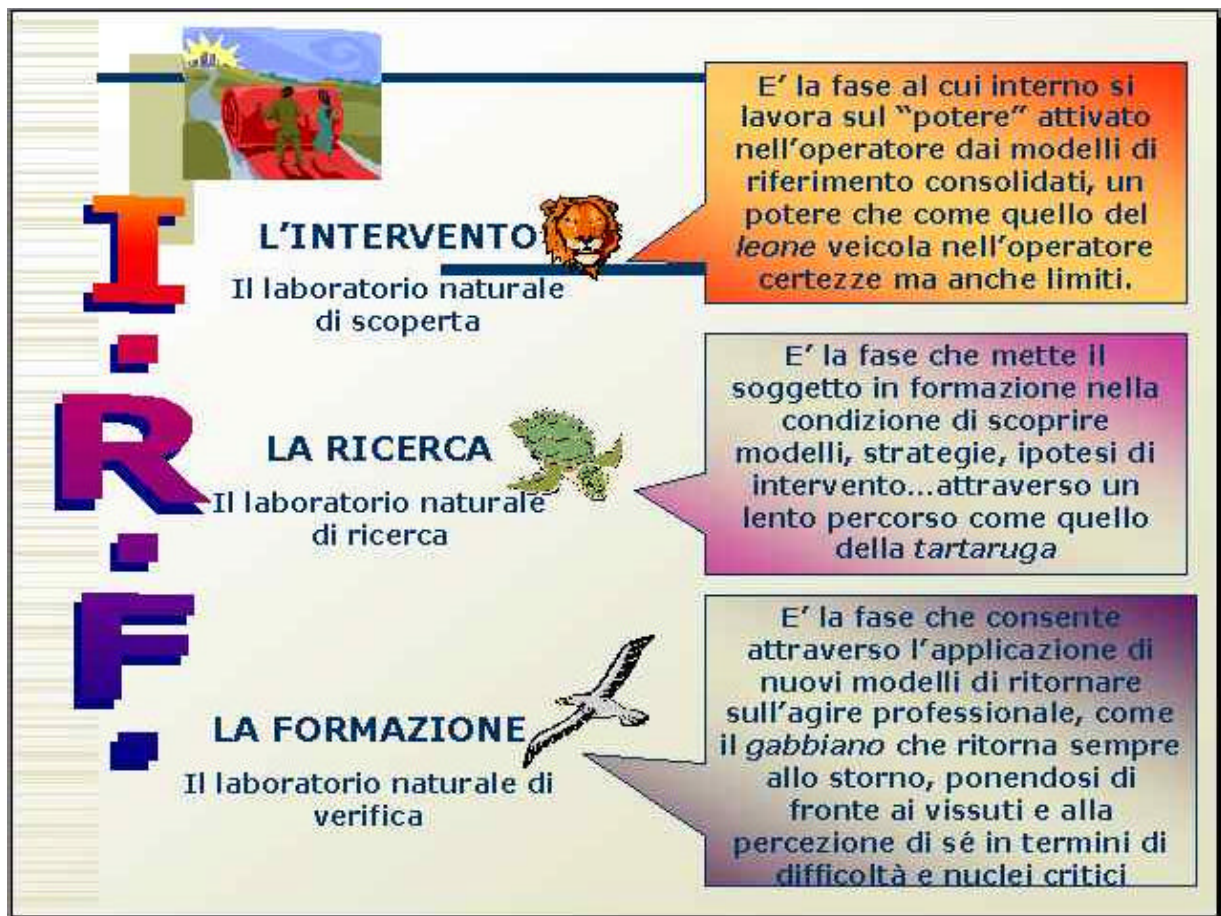 I.R.F.
L'INTERVENTO
Il laboratorio naturale
di scoperta
E' la fase al cui interno si
lavora sul “potere” attivato
nell'operatore dai modelli di
riferimento consolidati, un
potere che come quello del
leone veicola nell'operatore
certezze ma anche limiti.
LA RICERCA
Il laboratorio naturale
di ricerca
E' la fase che mette il
soggetto in formazione nella
condizione di scoprire
modelli, strategie, ipotesi di
intervento...attraverso un
lento percorso come quello
della tartaruga
LA FORMAZIONE
Il laboratorio naturale di
verifica
E' la fase che consente
attraverso l'applicazione di
nuovi modelli di ritornare
sull'agire professionale, come
il gabbiano che ritorna sempre
allo storno, ponendosi di
fronte ai vissuti e alla
percezione di sé in termini di
difficoltà e nuclei critici